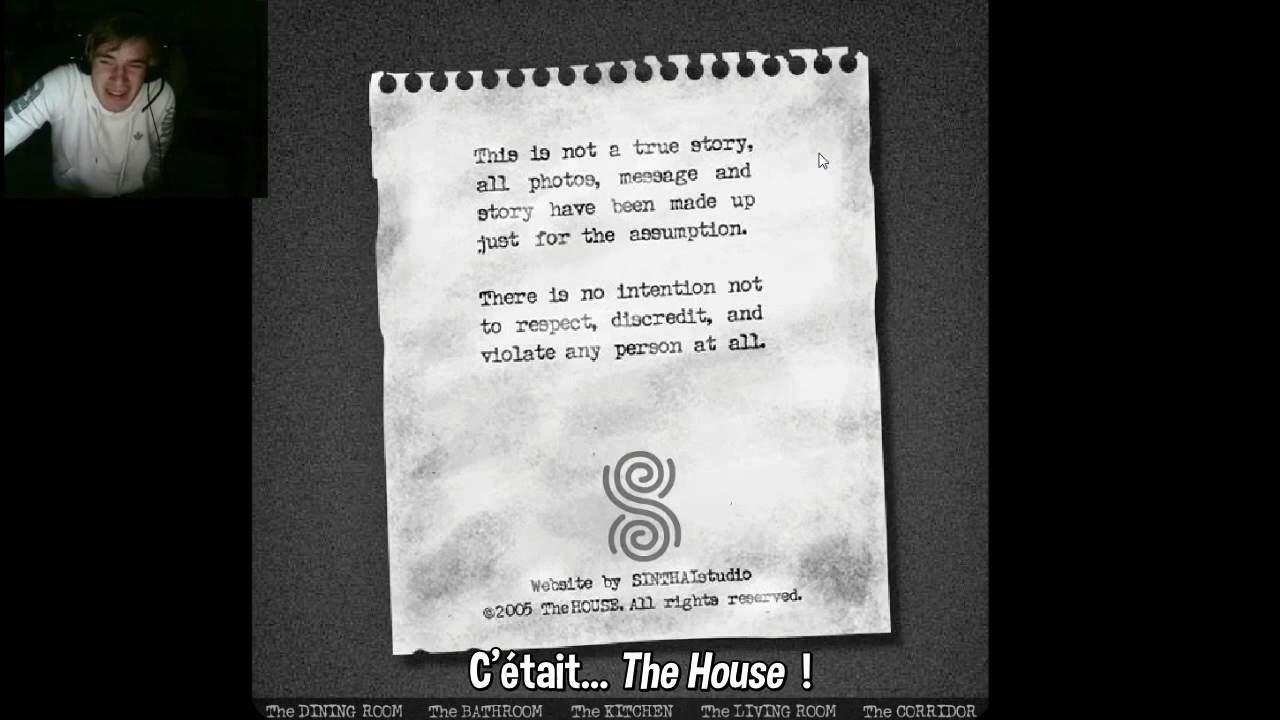 This is not a true story,
all photos, message and
story have been made up
just for the assumption.
There is no intention not
to respect, discredit, and
violate any person at all.
Website by SINTHAIstudio
©2005 TheHOUSE. All rights reserved.
C'était... The House !
The DINING ROOM The BATHROOM The KITCHEN The LIVING ROOM The CORRIDOR